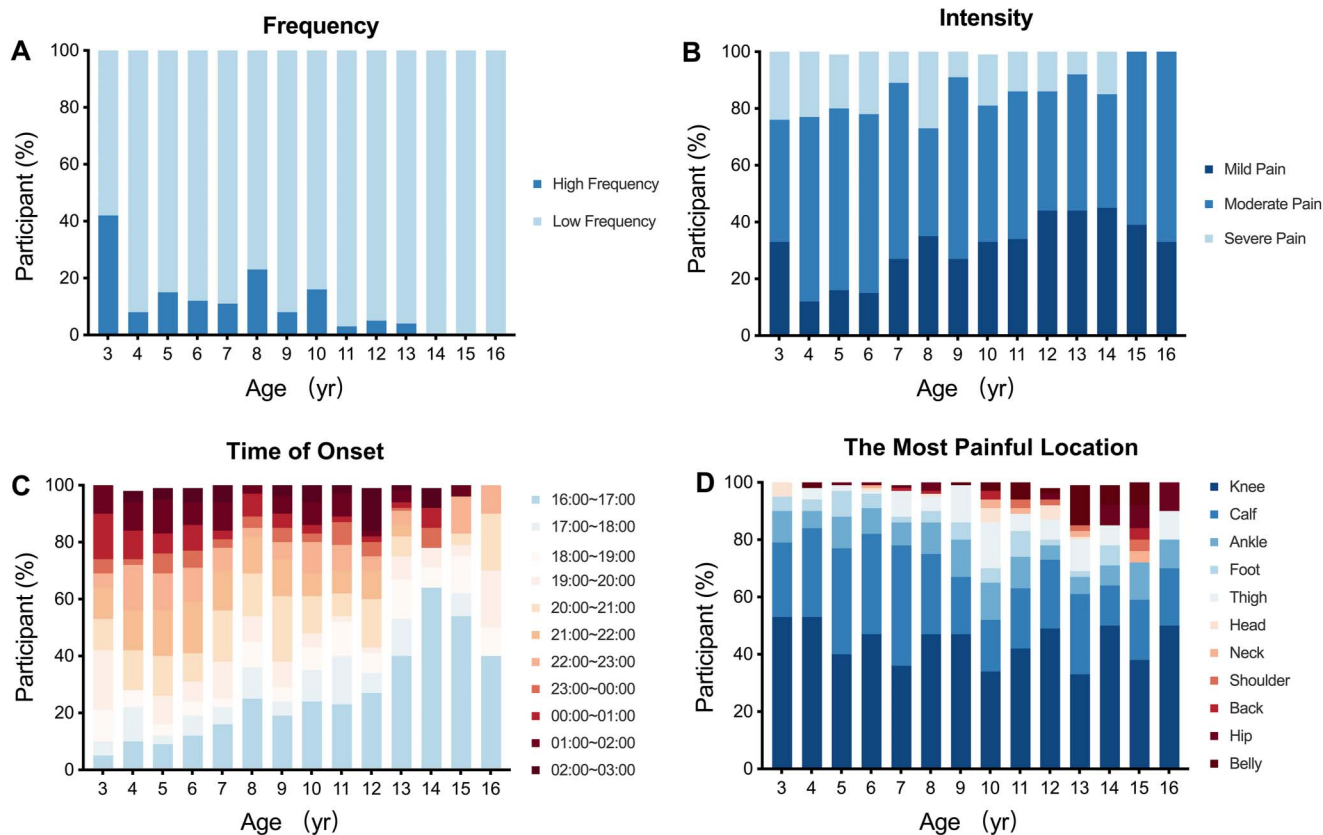 A
Frequency
Participant (%)
100
80
60
40
20
0
3 4 5 6 7 8 9 10 11 12 13 14 15 16
Age (yr)
High Frequency
Low Frequency
B
Intensity
Participant (%)
100
80
60
40
20
0
3 4 5 6 7 8 9 10 11 12 13 14 15 16
Age (yr)
Mild Pain
Moderate Pain
Severe Pain
C
Time of Onset
Participant (%)
100
80
60
40
20
0
3 4 5 6 7 8 9 10 11 12 13 14 15 16
Age (yr)
16:00~17:00
17:00~18:00
18:00~19:00
19:00~20:00
20:00~21:00
21:00~22:00
22:00~23:00
23:00~00:00
00:00~01:00
01:00~02:00
02:00~03:00
D
The Most Painful Location
Participant (%)
100
80
60
40
20
0
3 4 5 6 7 8 9 10 11 12 13 14 15 16
Age (yr)
Knee
Calf
Ankle
Foot
Thigh
Head
Neck
Shoulder
Back
Hip
Belly